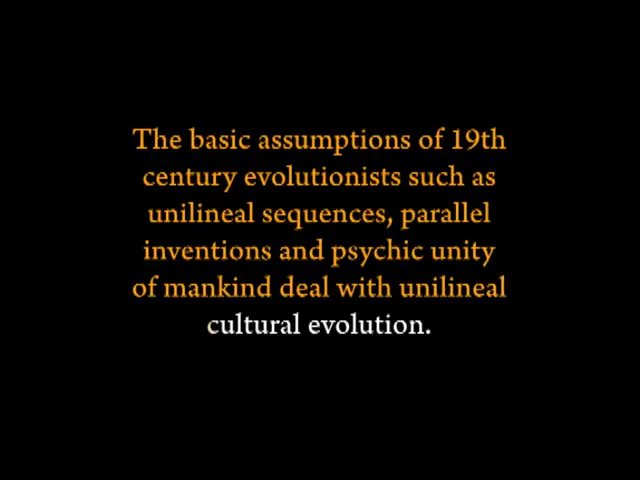 The basic assumptions of 19th
century evolutionists such as
unilineal sequences, parallel
inventions and psychic unity
of mankind deal with unilineal
cultural evolution.